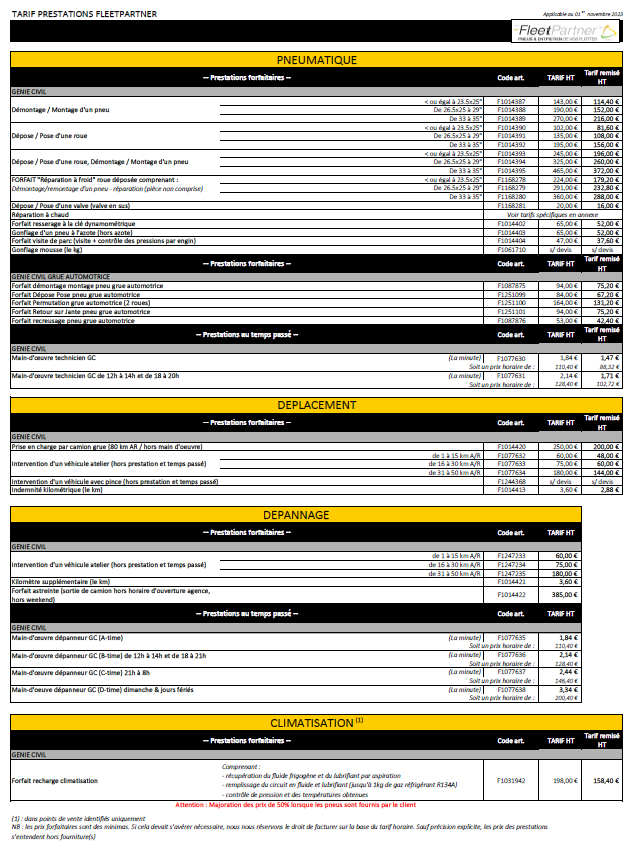 TARIF PRESTATIONS FLEETPARTNER
Applicable au 01er novembre 2023
FleetPartner
PNEUS & ENTRETIEN DE VOS FLOTTES
PNEUMATIQUE
-- Prestations forfaitaires -- Code art. TARIF HT Tarif remisé HT
GENIE CIVIL
Démontage / Montage d'un pneu < ou égal à 23.5x25" F1014387 143,00 € 114,40 €
De 26.5x25 à 29" F1014388 190,00 € 152,00 €
De 33 à 35" F1014389 270,00 € 216,00 €
Dépose / Pose d'une roue < ou égal à 23.5x25" F1014390 102,00 € 81,60 €
De 26.5x25 à 29" F1014391 135,00 € 108,00 €
De 33 à 35" F1014392 195,00 € 156,00 €
Dépose / Pose d'une roue, Démontage / Montage d'un pneu < ou égal à 23.5x25" F1014393 245,00 € 196,00 €
De 26.5x25 à 29" F1014394 325,00 € 260,00 €
De 33 à 35" F1014395 465,00 € 372,00 €
FORFAIT "Réparation à froid" roue déposée comprenant : < ou égal à 23.5x25" F1168278 224,00 € 179,20 €
Démontage/remontage d'un pneu - réparation (pièce non comprise) De 26.5x25 à 29" F1168279 291,00 € 232,80 €
De 33 à 35" F1168280 360,00 € 288,00 €
Dépose / Pose d'une valve (valve en sus) F1168281 20,00 € 16,00 €
Réparation à chaud Voir tarifs spécifiques en annexe
Forfait resserage à la clé dynamométrique F1014402 65,00 € 52,00 €
Gonflage d'un pneu à l'azote (hors azote) F1014403 65,00 € 52,00 €
Forfait visite de parc (visite + contrôle des pressions par engin) F1014404 47,00 € 37,60 €
Gonflage mousse (le kg) F1061710 s/ devis s/ devis
-- Prestations forfaitaires -- Code art. TARIF HT Tarif remisé HT
GENIE CIVIL GRUE AUTOMOTRICE
Forfait démontage montage pneu grue automotrice F1087875 94,00 € 75,20 €
Forfait Dépose Pose pneu grue automotrice F1251099 84,00 € 67,20 €
Forfait Permutation grue automotrice (2 roues) F1251100 164,00 € 131,20 €
Forfait Retour sur Jante pneu grue automotrice F1251101 94,00 € 75,20 €
Forfait recreusage pneu grue automotrice F1087876 53,00 € 42,40 €
-- Prestations au temps passé -- Code art. TARIF HT Tarif remisé HT
GENIE CIVIL
Main-d'œuvre technicien GC (La minute) F1077630 1,84 € 1,47 €
Soit un prix horaire de : 110,40 € 88,32 €
Main-d'œuvre technicien GC de 12h à 14h et de 18 à 20h (La minute) F1077631 2,14 € 1,71 €
Soit un prix horaire de : 128,40 € 102,72 €
DEPLACEMENT
-- Prestations forfaitaires -- Code art. TARIF HT Tarif remisé HT
GENIE CIVIL
Prise en charge par camion grue (80 km AR / hors main d'oeuvre) F1014420 250,00 € 200,00 €
Intervention d'un véhicule atelier (hors prestation et temps passé) de 1 à 15 km A/R F1077632 60,00 € 48,00 €
de 16 à 30 km A/R F1077633 75,00 € 60,00 €
de 31 à 50 km A/R F1077634 180,00 € 144,00 €
Intervention d'un véhicule avec pince (hors prestation et temps passé) F1244368 s/ devis s/ devis
Indemnité kilométrique (le km) F1014413 3,60 € 2,88 €
DEPANNAGE
-- Prestations forfaitaires -- Code art. TARIF HT
GENIE CIVIL
Intervention d'un véhicule atelier (hors prestation et temps passé) de 1 à 15 km A/R F1247233 60,00 €
de 16 à 30 km A/R F1247234 75,00 €
de 31 à 50 km A/R F1247235 180,00 €
Kilomètre supplémentaire (le km) F1014421 3,60 €
Forfait astreinte (sortie de camion hors horaire d'ouverture agence,
hors weekend) F1014422 385,00 €
-- Prestations au temps passé -- Code art. TARIF HT
GENIE CIVIL
Main-d'œuvre dépanneur GC (A-time) (La minute) F1077635 1,84 €
Soit un prix horaire de : 110,40 €
Main-d'œuvre dépanneur GC (B-time) de 12h à 14h et de 18 à 21h (La minute) F1077636 2,14 €
Soit un prix horaire de : 128,40 €
Main-d'œuvre dépanneur GC (C-time) 21h à 8h (La minute) F1077637 2,44 €
Soit un prix horaire de : 146,40 €
Main-d'oeuve dépanneur GC (D-time) dimanche & jours fériés (La minute) F1077638 3,34 €
Soit un prix horaire de : 200,40 €
CLIMATISATION (1)
-- Prestations forfaitaires -- Code art. TARIF HT Tarif remisé HT
GENIE CIVIL
Comprenant :
- récupération du fluide frigogène et du lubrifiant par aspiration
Forfait recharge climatisation - remplissage du circuit en fluide et lubrifiant (jusqu'à 1kg de gaz réfrigérant R134A) F1031942 198,00 € 158,40 €
- contrôle de pression et des températures obtenues
Attention : Majoration des prix de 50% lorsque les pneus sont fournis par le client
(1) : dans points de vente identifiés uniquement
NB : les prix forfaitaires sont des minimas. Si cela devait s'avérer nécessaire, nous nous réservons le droit de facturer sur la base du tarif horaire. Sauf précision explicite, les prix des prestations
s'entendent hors fourniture(s)